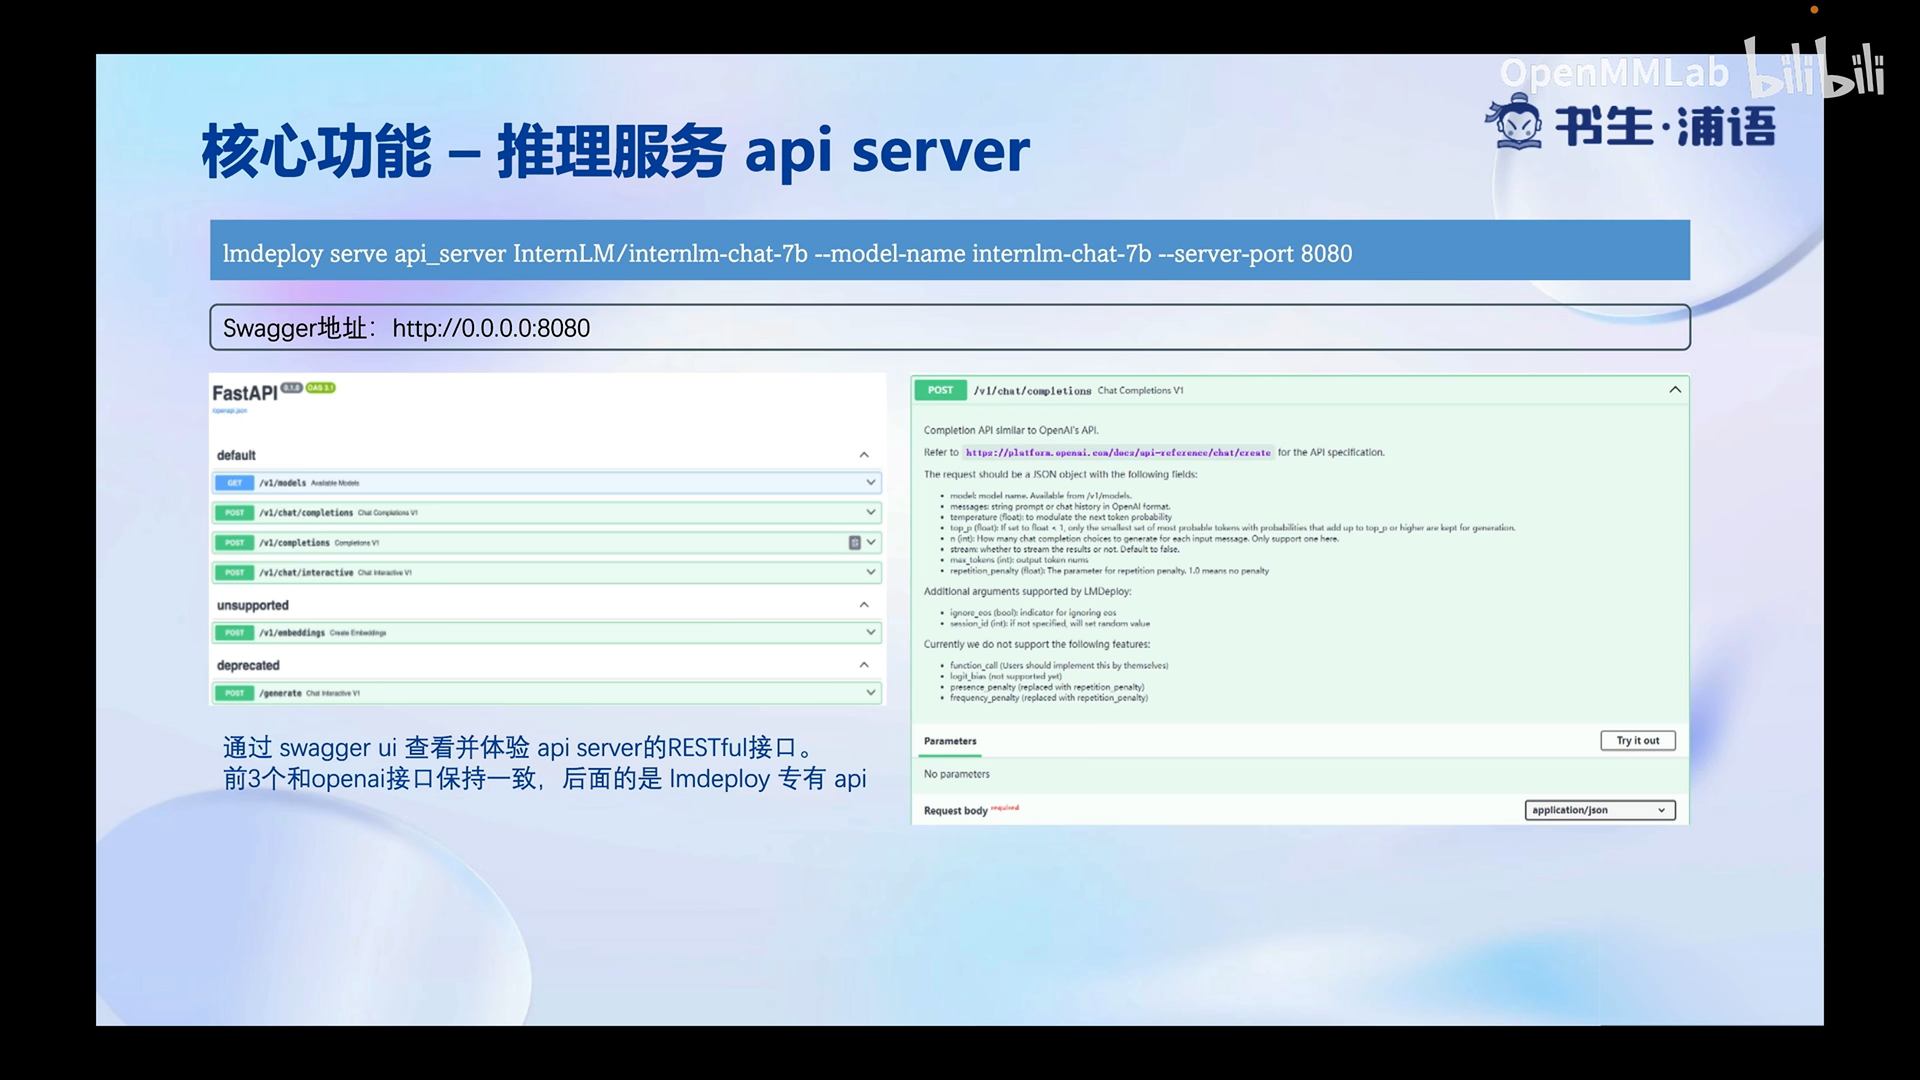 OpenMMLab bilibili
书生·浦语
核心功能 – 推理服务 api server
lmdeploy serve api_server InternLM/internlm-chat-7b --model-name internlm-chat-7b --server-port 8080
Swagger地址：http://0.0.0.0:8080
FastAPI 0.1.0 OAS 3.1
/openapi.json
default
GET /v1/models Available Models
POST /v1/chat/completions Chat Completions V1
POST /v1/completions Completions V1
POST /v1/chat/interactive Chat Interactive V1
unsupported
POST /v1/embeddings Create Embeddings
deprecated
POST /generate Chat Interactive V1
通过 swagger ui 查看并体验 api server的RESTful接口。
前3个和openai接口保持一致，后面的是 lmdeploy 专有 api
POST /v1/chat/completions Chat Completions V1
Completion API similar to OpenAI's API.
Refer to https://platform.openai.com/docs/api-reference/chat/create for the API specification.
The request should be a JSON object with the following fields:
• model: model name. Available from /v1/models.
• messages: string prompt or chat history in OpenAI format.
• temperature (float): to modulate the next token probability
• top_p (float): If set to float < 1, only the smallest set of most probable tokens with probabilities that add up to top_p or higher are kept for generation.
• n (int): How many chat completion choices to generate for each input message. Only support one here.
• stream: whether to stream the results or not. Default to false.
• max_tokens (int): output token nums
• repetition_penalty (float): The parameter for repetition penalty. 1.0 means no penalty
Additional arguments supported by LMDeploy:
• ignore_eos (bool): indicator for ignoring eos
• session_id (int): if not specified, will set random value
Currently we do not support the following features:
• function_call (Users should implement this by themselves)
• logit_bias (not supported yet)
• presence_penalty (replaced with repetition_penalty)
• frequency_penalty (replaced with repetition_penalty)
Parameters
Try it out
No parameters
Request body required
application/json